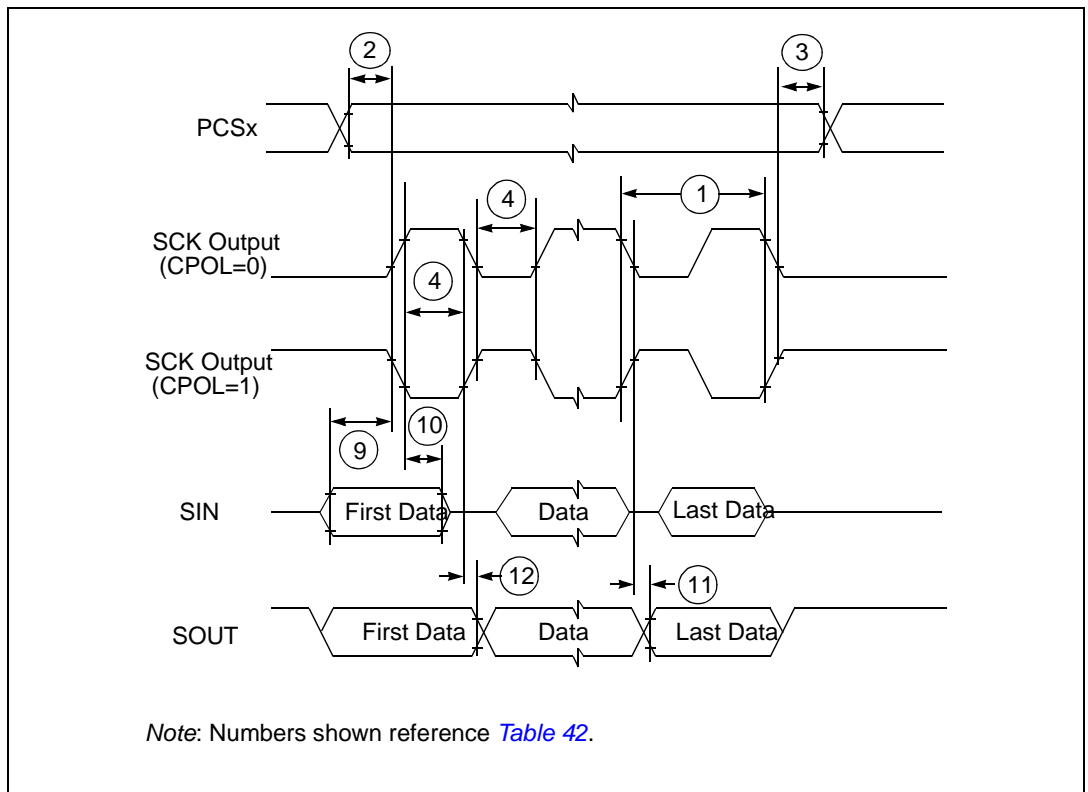 2
3
PCSx
4
1
SCK Output
(CPOL=0)
4
SCK Output
(CPOL=1)
10
9
SIN
First Data
Data
Last Data
12
11
SOUT
First Data
Data
Last Data
Note: Numbers shown reference Table 42.